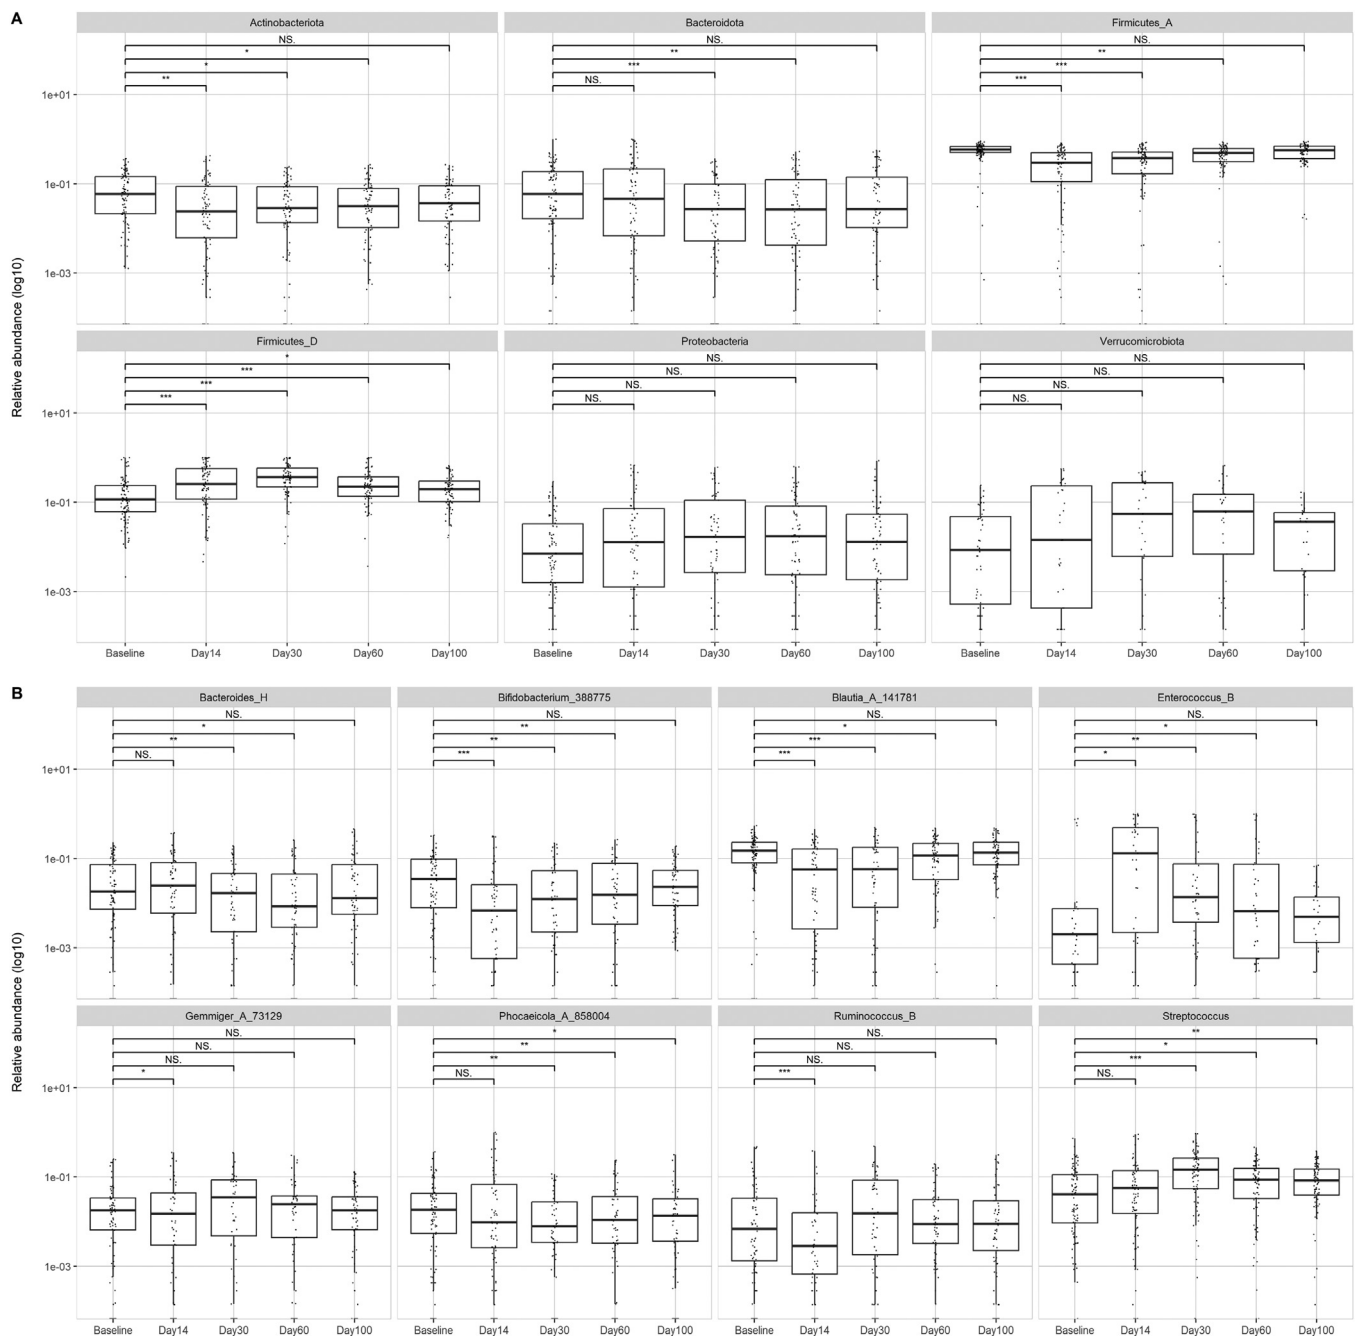 A
Actinobacteriota
Bacteroidota
Firmicutes_A
NS.
*
*
**
NS.
**
***
NS.
NS.
**
***
***
1e+01
1e-01
1e-03
Relative abundance (log10)
Firmicutes_D
Proteobacteria
Verrucomicrobiota
*
***
***
***
NS.
NS.
NS.
NS.
NS.
NS.
NS.
NS.
1e+01
1e-01
1e-03
Baseline Day14 Day30 Day60 Day100
Baseline Day14 Day30 Day60 Day100
Baseline Day14 Day30 Day60 Day100
B
Bacteroides_H
Bifidobacterium_388775
Blautia_A_141781
Enterococcus_B
NS.
*
**
NS.
NS.
**
**
***
NS.
*
***
***
NS.
*
**
*
1e+01
1e-01
1e-03
Relative abundance (log10)
Gemmiger_A_73129
Phocaeicola_A_858004
Ruminococcus_B
Streptococcus
NS.
NS.
NS.
*
*
**
**
NS.
NS.
NS.
NS.
***
**
*
***
NS.
1e+01
1e-01
1e-03
Baseline Day14 Day30 Day60 Day100
Baseline Day14 Day30 Day60 Day100
Baseline Day14 Day30 Day60 Day100
Baseline Day14 Day30 Day60 Day100